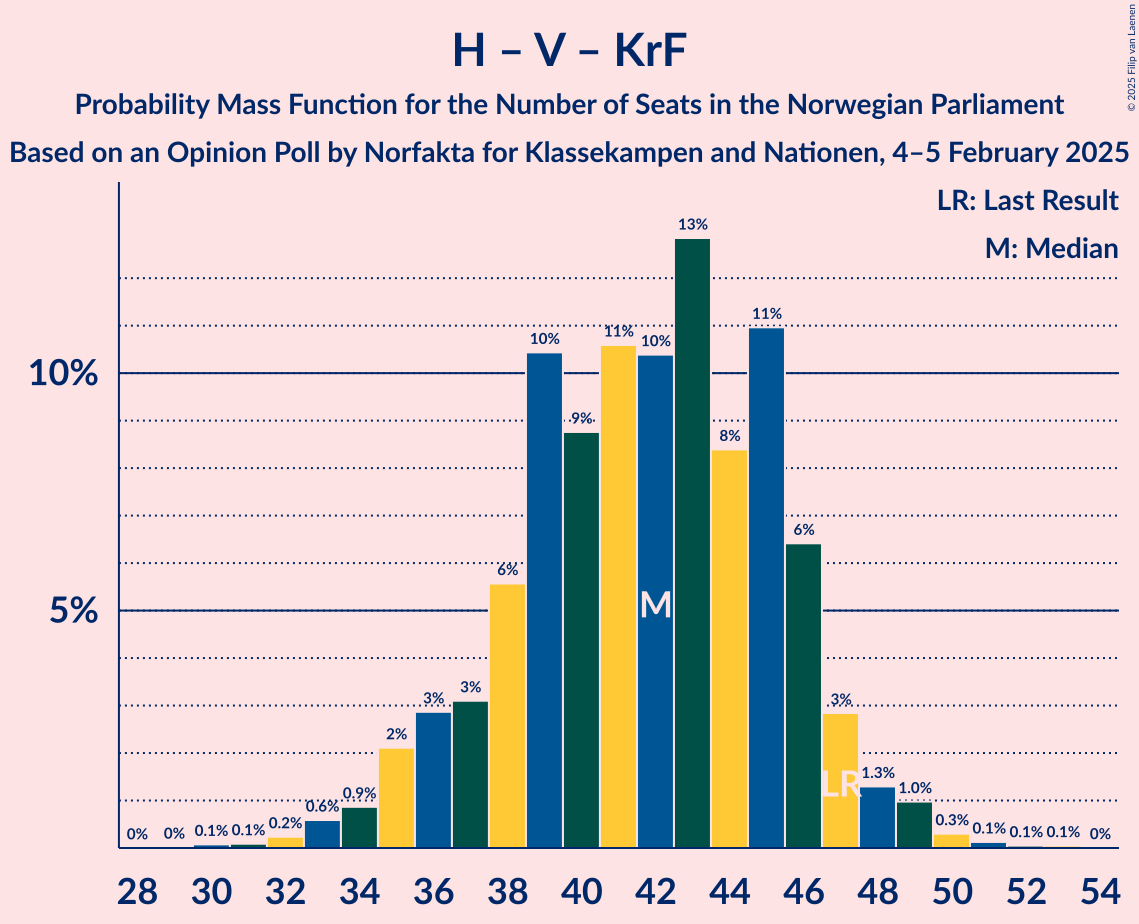 H – V – KrF
Probability Mass Function for the Number of Seats in the Norwegian Parliament
Based on an Opinion Poll by Norfakta for Klassekampen and Nationen, 4–5 February 2025
© 2025 Filip van Laenen
LR: Last Result
M: Median
10%
5%
0% 0% 0.1% 0.1% 0.2% 0.6% 0.9% 2% 3% 3% 6% 10% 9% 11% 10% 13% 8% 11% 6% 3% 1.3% 1.0% 0.3% 0.1% 0.1% 0.1% 0%
M
LR
28 30 32 34 36 38 40 42 44 46 48 50 52 54